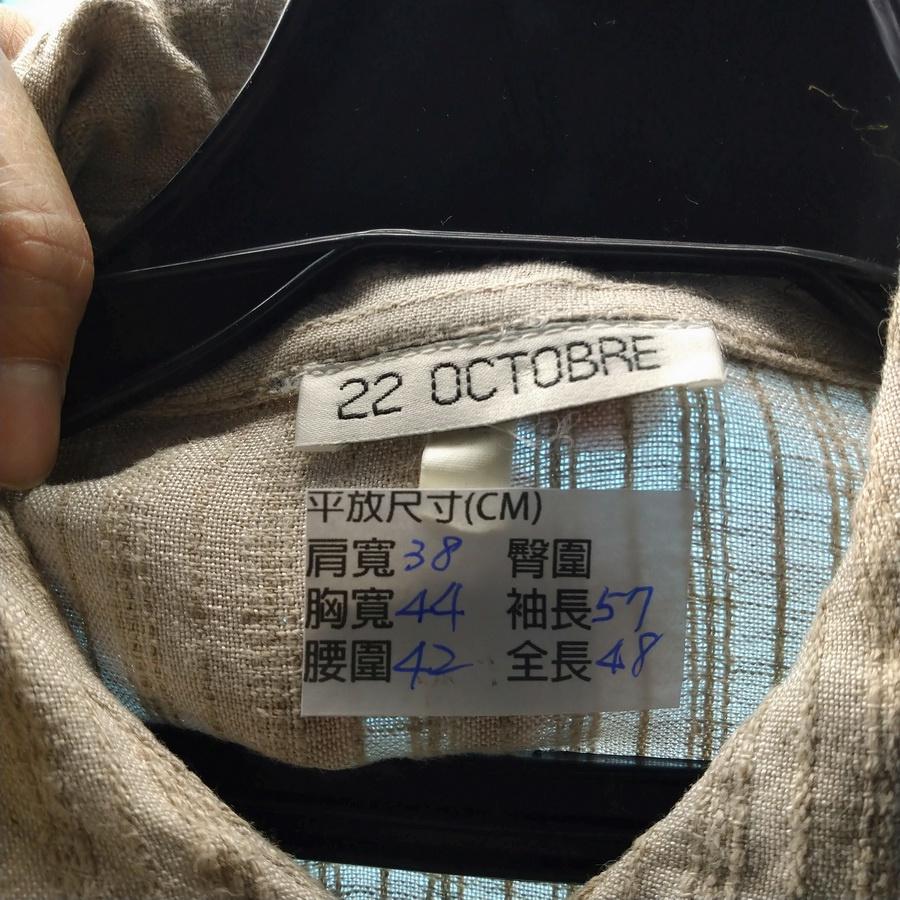 22 OCTOBRE
平放尺寸(CM)
肩寬38 臀圍
胸寬44 袖長57
腰圍42 全長48